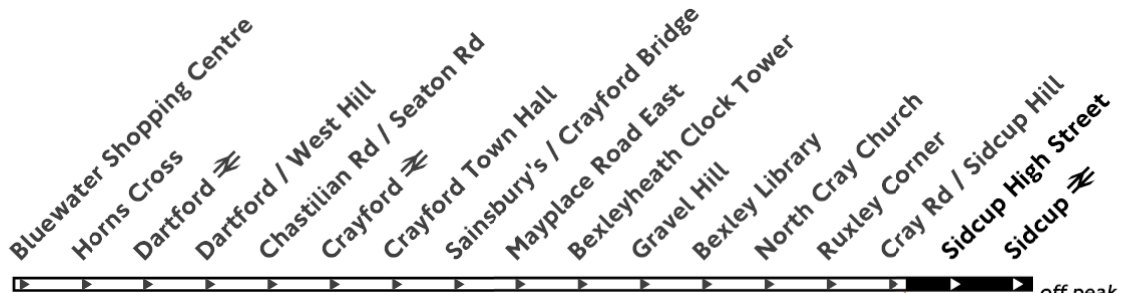 Bluewater Shopping Centre
Horns Cross
Dartford
Dartford / West Hill
Chastilian Rd / Seaton Rd
Crayford
Crayford Town Hall
Sainsbury's / Crayford Bridge
Mayplace Road East
Bexleyheath Clock Tower
Gravel Hill
Bexley Library
North Cray Church
Ruxley Corner
Cray Rd / Sidcup Hill
Sidcup High Street
Sidcup
off peak